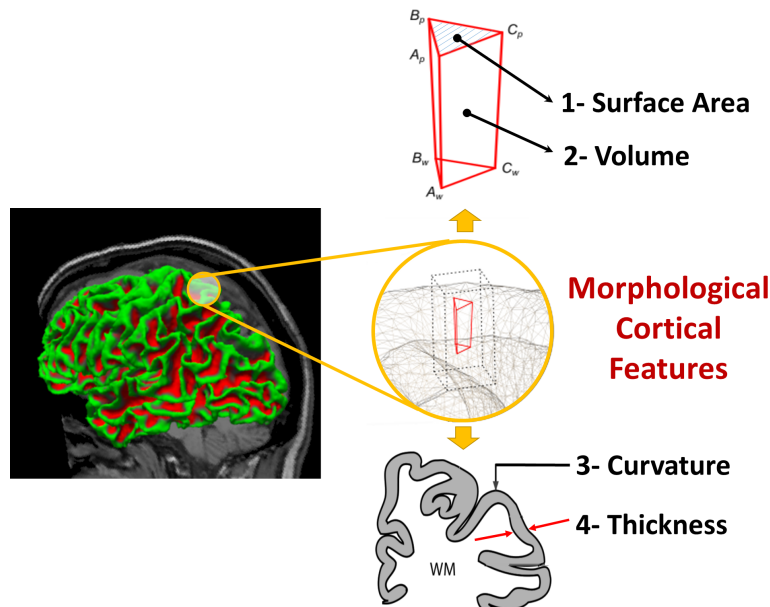 Bp
Cp
Ap
1- Surface Area
2- Volume
Bw
Cw
Aw
Morphological
Cortical
Features
3- Curvature
4- Thickness
WM